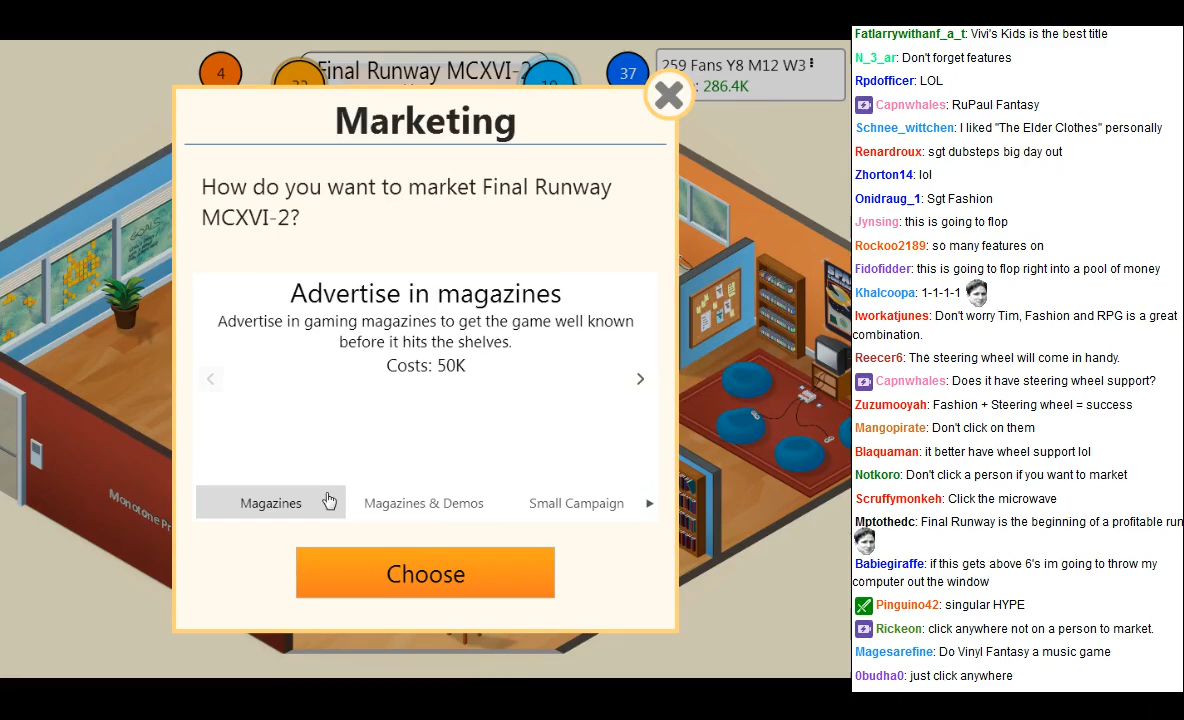 4
Final Runway MCXVI-2
37
259 Fans Y8 M12 W3
: 286.4K
Marketing
How do you want to market Final Runway
MCXVI-2?
Advertise in magazines
Advertise in gaming magazines to get the game well known
before it hits the shelves.
Costs: 50K
Magazines
Magazines & Demos
Small Campaign
Choose
GOALS
Monotone Pr
Fatlarrywithanf_a_t: Vivi's Kids is the best title
N_3_ar: Don't forget features
Rpdofficer: LOL
Capnwhales: RuPaul Fantasy
Schnee_wittchen: I liked "The Elder Clothes" personally
Renardroux: sgt dubsteps big day out
Zhorton14: lol
Onidraug_1: Sgt Fashion
Jynsing: this is going to flop
Rockoo2189: so many features on
Fidofidder: this is going to flop right into a pool of money
Khalcoopa: 1-1-1-1
Iworkatjunes: Don't worry Tim, Fashion and RPG is a great
combination.
Reecer6: The steering wheel will come in handy.
Capnwhales: Does it have steering wheel support?
Zuzumooyah: Fashion + Steering wheel = success
Mangopirate: Don't click on them
Blaquaman: it better have wheel support lol
Notkoro: Don't click a person if you want to market
Scruffymonkeh: Click the microwave
Mptothedc: Final Runway is the beginning of a profitable run
Babiegiraffe: if this gets above 6's im going to throw my
computer out the window
Pinguino42: singular HYPE
Rickeon: click anywhere not on a person to market.
Magesarefine: Do Vinyl Fantasy a music game
0budha0: just click anywhere